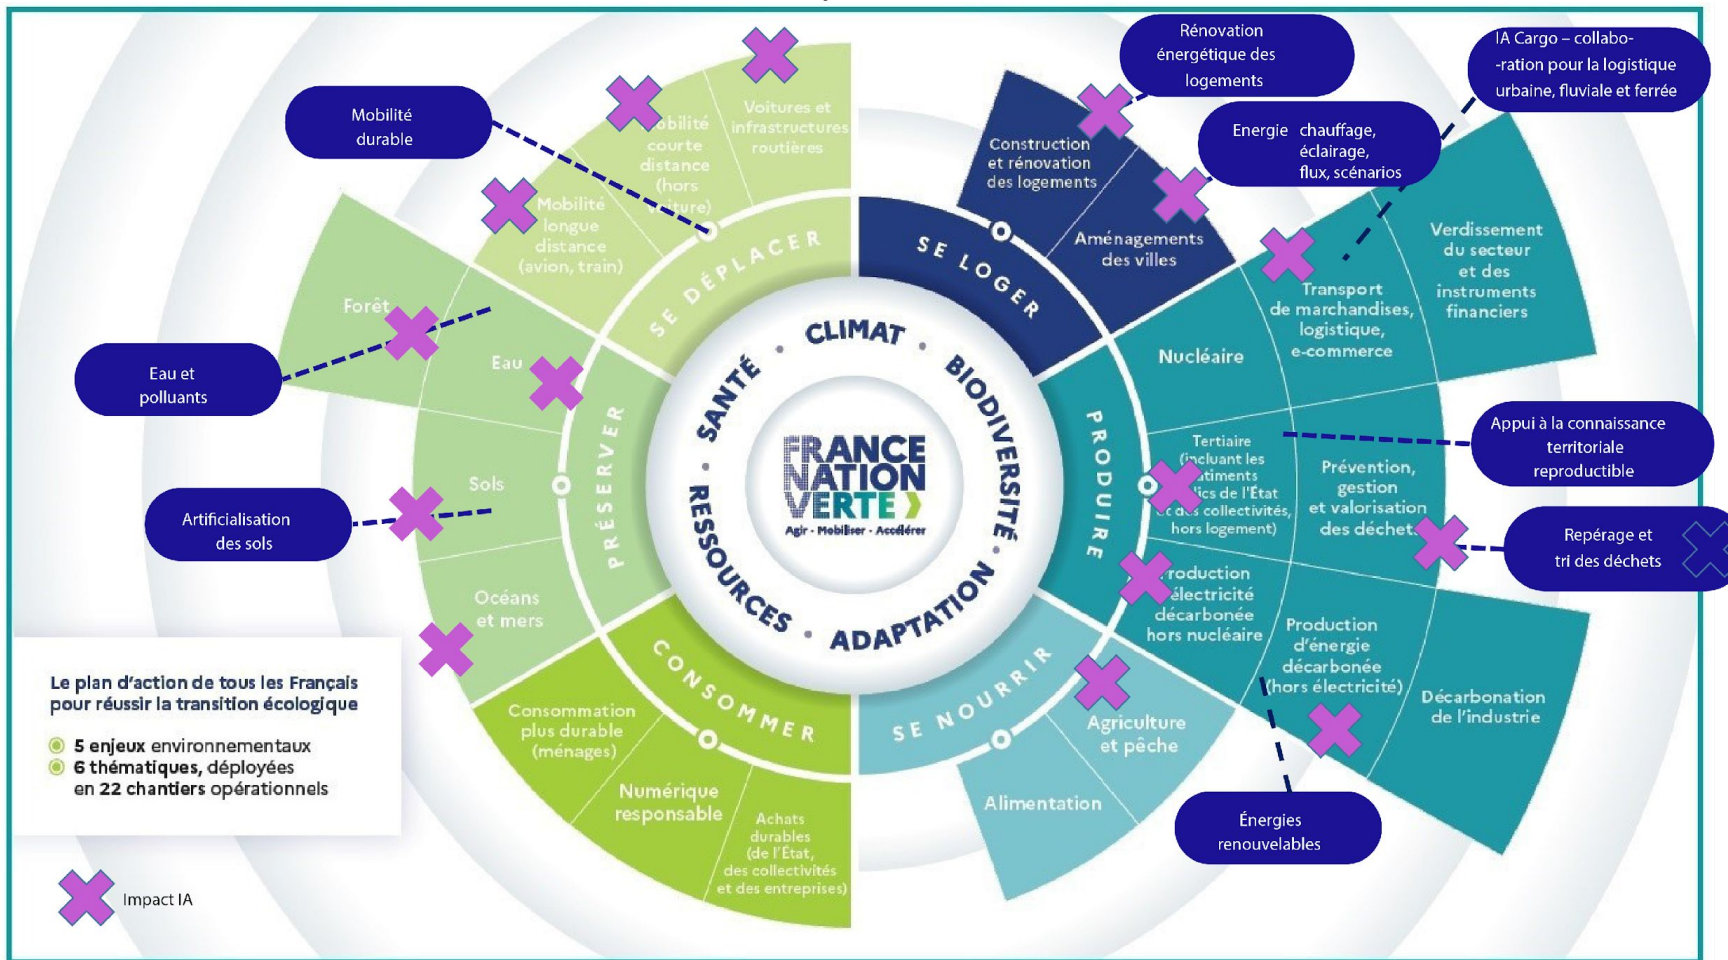 Mobilité
durable
Eau et
polluants
Artificialisation
des sols
Rénovation
énergétique des
logements
Energie chauffage,
éclairage,
flux, scénarios
IA Cargo – collabo-
-ration pour la logistique
urbaine, fluviale et ferrée
Appui à la connaissance
territoriale
reproductible
Repérage et
tri des déchets
Énergies
renouvelables
SE DÉPLACER
Mobilité
longue
distance
(avion, train)
courte
distance
(hors
Voitures et
infrastructures
routières
SE LOGER
Construction
et rénovation
des logements
Aménagements
des villes
PRODUIRE
Nucléaire
Transport
de marchandises,
logistique,
e-commerce
Verdissement
du secteur
et des
instruments
financiers
Tertiaire
(incluant les
de l'État
des collectivités,
hors logement)
Prévention,
gestion
et valorisation
des déchets
électricité
décarbonée
hors nucléaire
Production
d'énergie
décarbonée
(hors électricité)
Décarbonation
de l'industrie
SE NOURRIR
Agriculture
et pêche
Alimentation
CONSOMMER
Consommation
plus durable
(ménages)
Numérique
responsable
Achats
durables
(de l'État,
des collectivités
et des entreprises)
PRÉSERVER
Forêt
Eau
Sols
Océans
et mers
CLIMAT · BIODIVERSITÉ · ADAPTATION · RESSOURCES · SANTÉ ·
FRANCE
NATION
VERTE
Agir • Mobiliser • Accélérer
Le plan d'action de tous les Français
pour réussir la transition écologique
5 enjeux environnementaux
6 thématiques, déployées
en 22 chantiers opérationnels
Impact IA